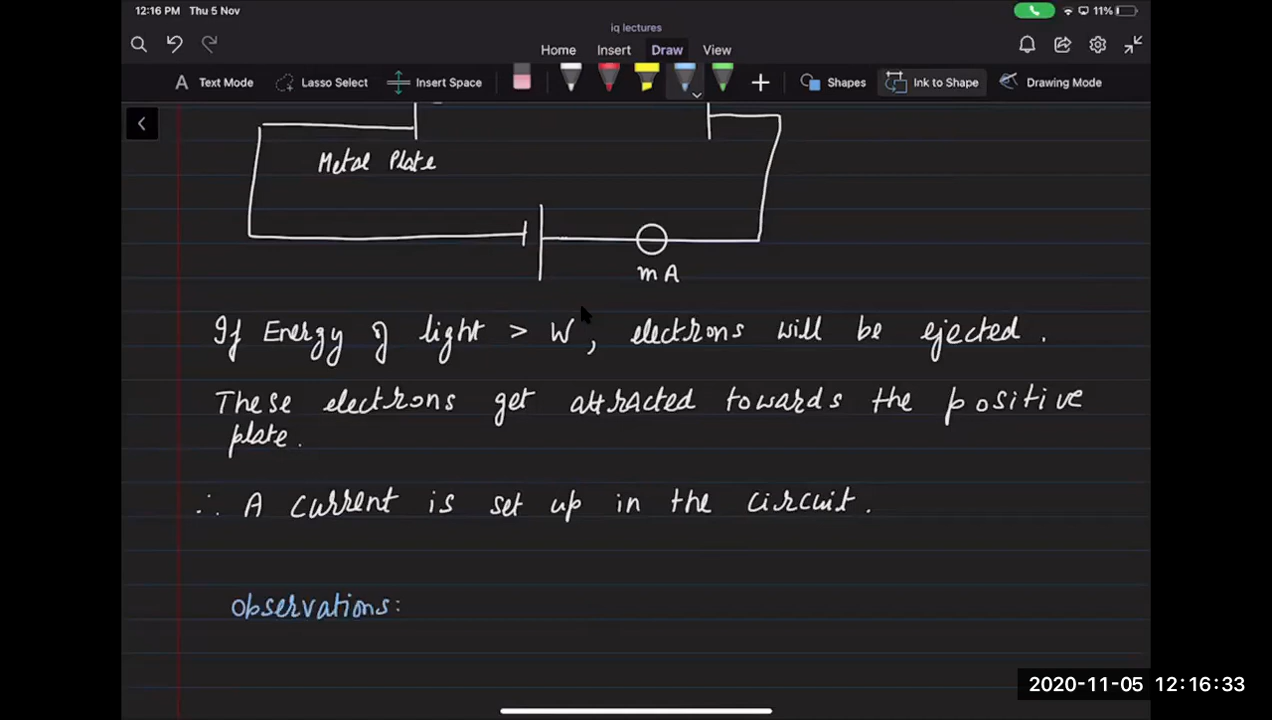 12:16 PM Thu 5 Nov
11%
iq lectures
Home Insert Draw View
Text Mode Lasso Select Insert Space Shapes Ink to Shape Drawing Mode
Metal Plate
mA
If Energy of light > W, electrons will be ejected.
These electrons get attracted towards the positive
plate.
∴ A current is set up in the circuit.
Observations:
2020-11-05 12:16:33